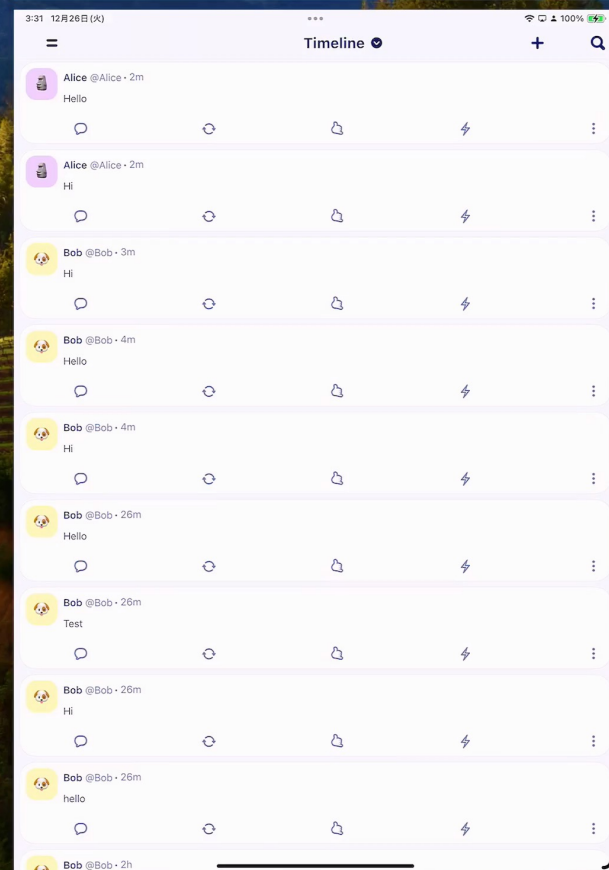 3:31 12月26日(火)
100%
Timeline
Alice @Alice • 2m
Hello
Alice @Alice • 2m
Hi
Bob @Bob • 3m
Hi
Bob @Bob • 4m
Hello
Bob @Bob • 4m
Hi
Bob @Bob • 26m
Hello
Bob @Bob • 26m
Test
Bob @Bob • 26m
Hi
Bob @Bob • 26m
hello
Bob @Bob • 2h